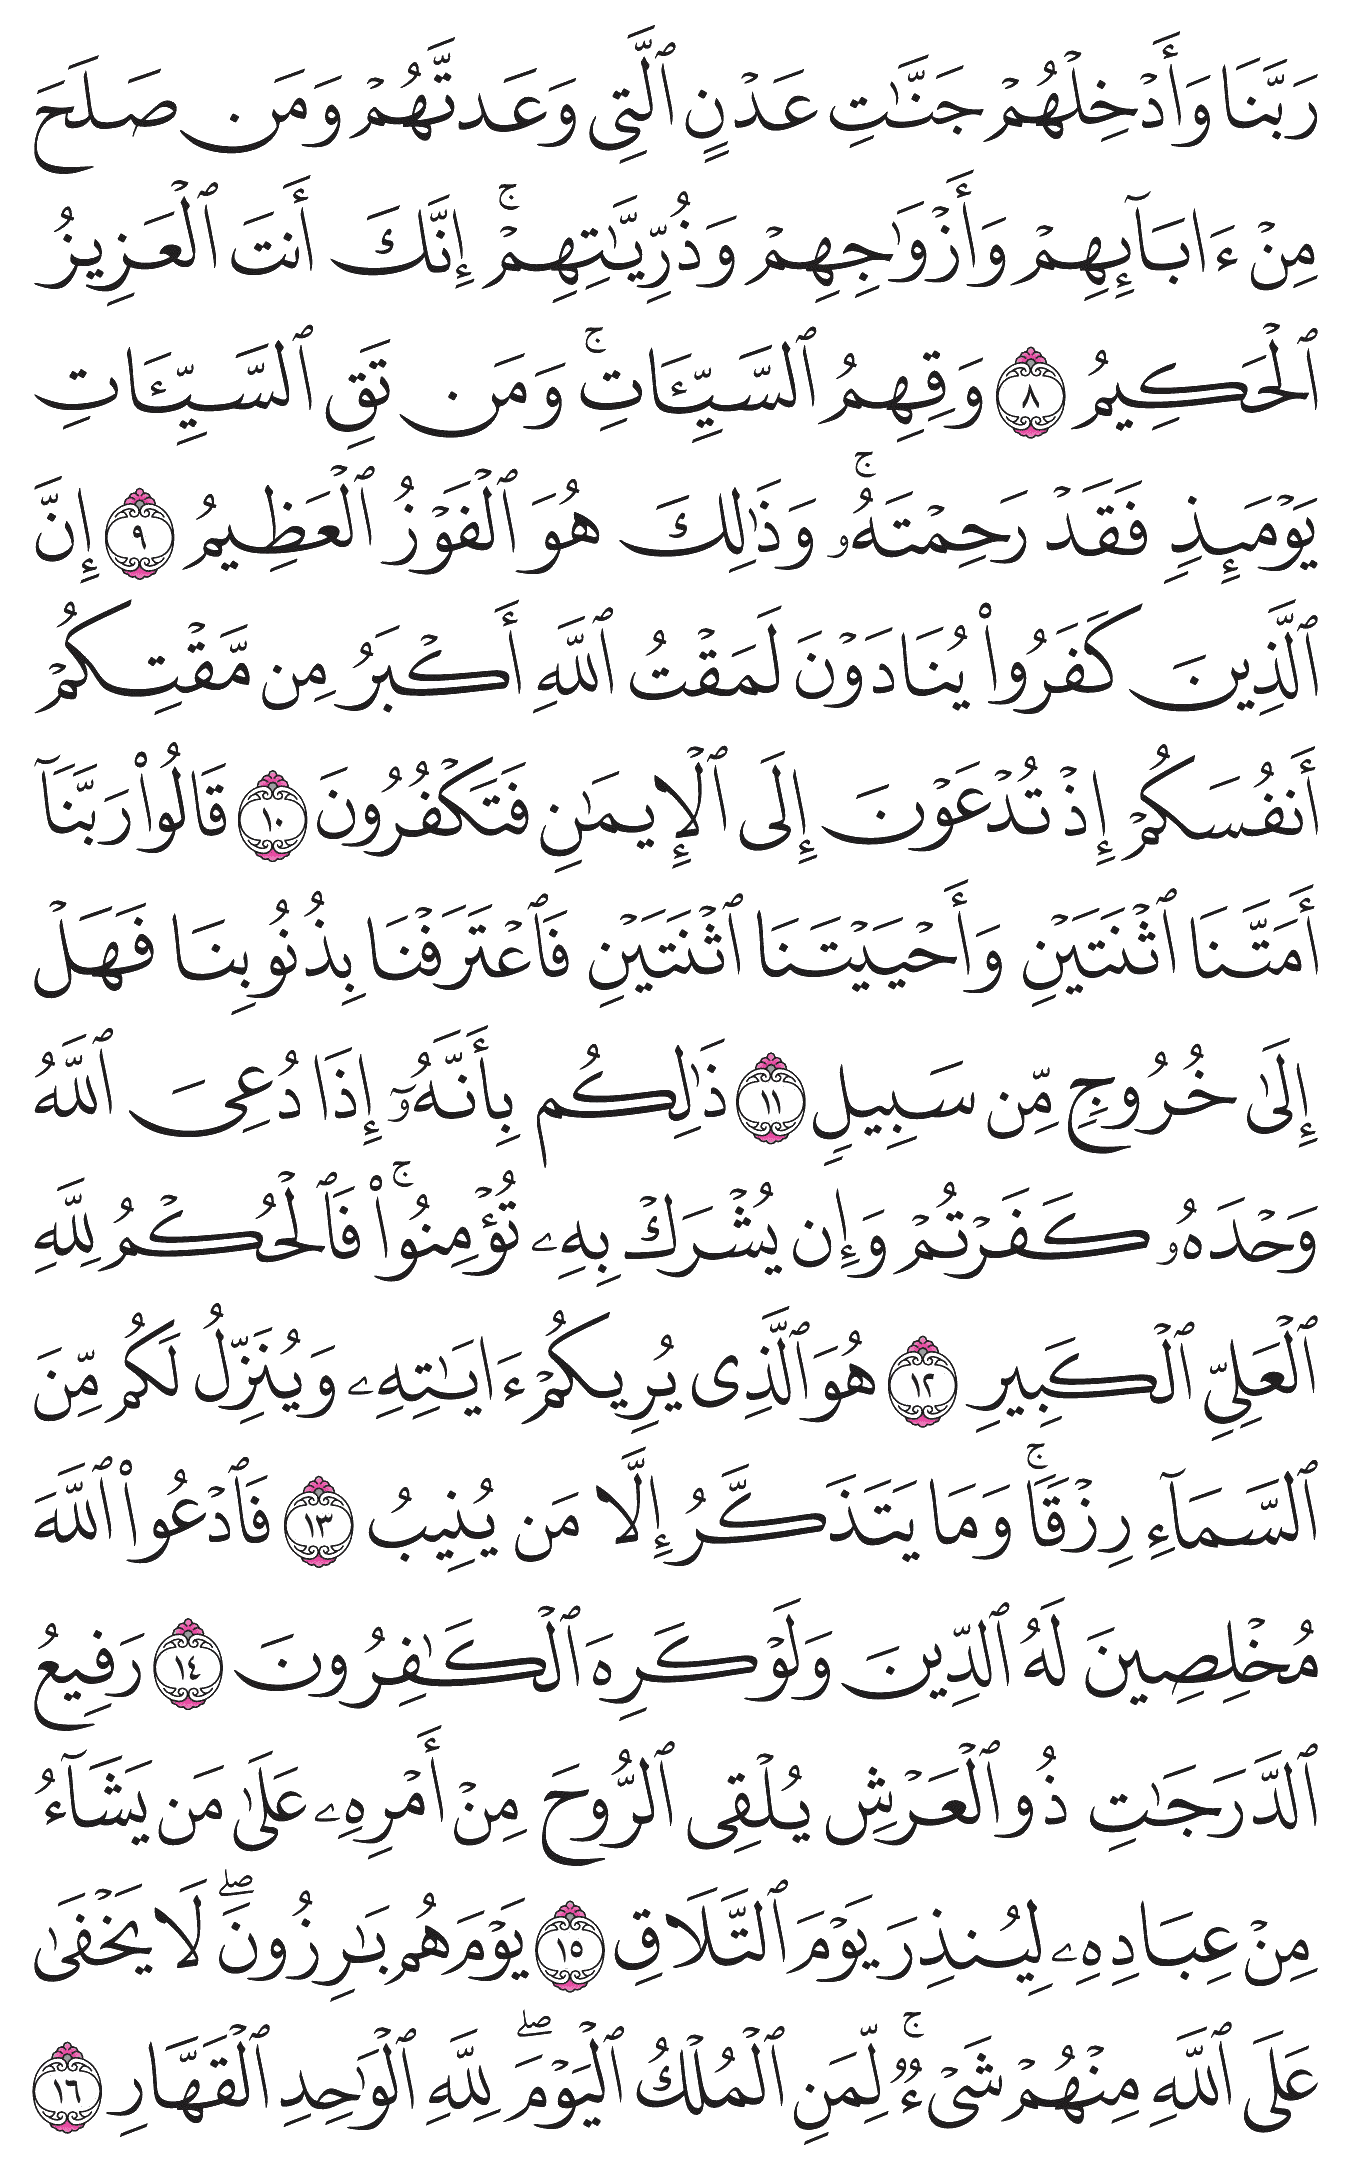 رَبَّنَا وَأَدۡخِلۡهُمۡ جَنَّٰتِ عَدۡنٍ ٱلَّتِي وَعَدتَّهُمۡ وَمَن صَلَحَ
مِنۡ ءَابَآئِهِمۡ وَأَزۡوَٰجِهِمۡ وَذُرِّيَّٰتِهِمۡۚ إِنَّكَ أَنتَ ٱلۡعَزِيزُ
ٱلۡحَكِيمُ ٨ وَقِهِمُ ٱلسَّيِّـَٔاتِۚ وَمَن تَقِ ٱلسَّيِّـَٔاتِ
يَوۡمَئِذٖ فَقَدۡ رَحِمۡتَهُۥۚ وَذَٰلِكَ هُوَ ٱلۡفَوۡزُ ٱلۡعَظِيمُ ٩ إِنَّ
ٱلَّذِينَ كَفَرُواْ يُنَادَوۡنَ لَمَقۡتُ ٱللَّهِ أَكۡبَرُ مِن مَّقۡتِكُمۡ
أَنفُسَكُمۡ إِذۡ تُدۡعَوۡنَ إِلَى ٱلۡإِيمَٰنِ فَتَكۡفُرُونَ ١٠ قَالُواْ رَبَّنَآ
أَمَتَّنَا ٱثۡنَتَيۡنِ وَأَحۡيَيۡتَنَا ٱثۡنَتَيۡنِ فَٱعۡتَرَفۡنَا بِذُنُوبِنَا فَهَلۡ
إِلَىٰ خُرُوجٖ مِّن سَبِيلٖ ١١ ذَٰلِكُم بِأَنَّهُۥٓ إِذَا دُعِيَ ٱللَّهُ
وَحۡدَهُۥ كَفَرۡتُمۡ وَإِن يُشۡرَكۡ بِهِۦ تُؤۡمِنُواْۚ فَٱلۡحُكۡمُ لِلَّهِ
ٱلۡعَلِيِّ ٱلۡكَبِيرِ ١٢ هُوَ ٱلَّذِي يُرِيكُمۡ ءَايَٰتِهِۦ وَيُنَزِّلُ لَكُم مِّنَ
ٱلسَّمَآءِ رِزۡقٗاۚ وَمَا يَتَذَكَّرُ إِلَّا مَن يُنِيبُ ١٣ فَٱدۡعُواْ ٱللَّهَ
مُخۡلِصِينَ لَهُ ٱلدِّينَ وَلَوۡ كَرِهَ ٱلۡكَٰفِرُونَ ١٤ رَفِيعُ
ٱلدَّرَجَٰتِ ذُو ٱلۡعَرۡشِ يُلۡقِي ٱلرُّوحَ مِنۡ أَمۡرِهِۦ عَلَىٰ مَن يَشَآءُ
مِنۡ عِبَادِهِۦ لِيُنذِرَ يَوۡمَ ٱلتَّلَاقِ ١٥ يَوۡمَ هُم بَٰرِزُونَۖ لَا يَخۡفَىٰ
عَلَى ٱللَّهِ مِنۡهُمۡ شَيۡءٞۚ لِّمَنِ ٱلۡمُلۡكُ ٱلۡيَوۡمَۖ لِلَّهِ ٱلۡوَٰحِدِ ٱلۡقَهَّارِ ١٦